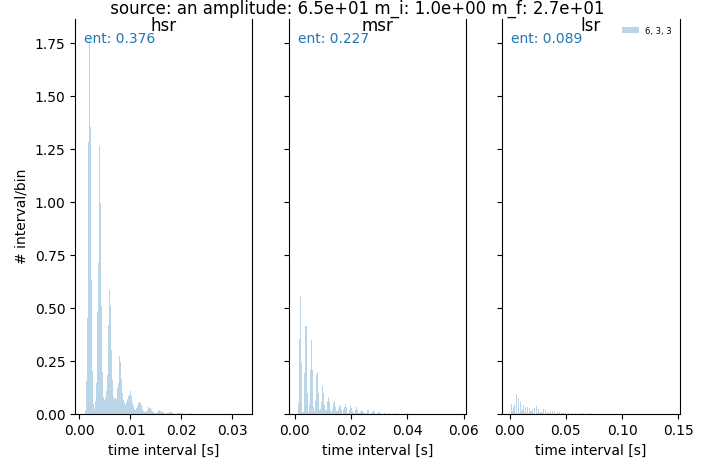 source: an amplitude: 6.5e+01 m_i: 1.0e+00 m_f: 2.7e+01
hsr msr lsr
ent: 0.376 ent: 0.227 ent: 0.089 6, 3, 3
1.75
1.50
1.25
1.00
0.75
0.50
0.25
0.00
# interval/bin
0.00 0.02 0.03 0.00 0.02 0.04 0.06 0.00 0.05 0.10 0.15
time interval [s] time interval [s] time interval [s]